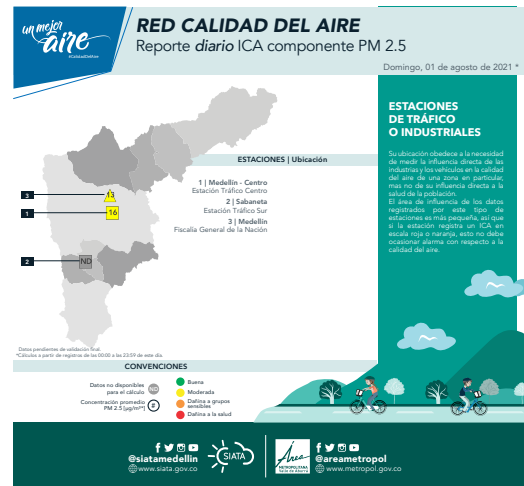 un mejor
aire
#CalidadDelAire
RED CALIDAD DEL AIRE
Reporte diario ICA componente PM 2.5
Domingo, 01 de agosto de 2021 *
ESTACIONES | Ubicación
1 | Medellín - Centro
Estación Tráfico Centro
2 | Sabaneta
Estación Tráfico Sur
3 | Medellín
Fiscalía General de la Nación
3
13
1
16
2
ND
ESTACIONES
DE TRÁFICO
O INDUSTRIALES
Su ubicación obedece a la necesidad
de medir la influencia directa de las
industrias y los vehículos en la calidad
del aire de una zona en particular,
mas no de su influencia directa a la
salud de la población.
El área de influencia de los datos
registrados por este tipo de
estaciones es más pequeña, así que
si la estación registra un ICA en
escala roja o naranja, esto no debe
ocasionar alarma con respecto a la
calidad del aire.
Datos pendientes de validación final.
*Cálculos a partir de registros de las 00:00 a las 23:59 de este día.
CONVENCIONES
Datos no disponibles
para el cálculo
ND
Concentración promedio
PM 2.5 [µg/m³*]
#
Buena
Moderada
Dañina a grupos
sensibles
Dañina a la salud
@siatamedellin
www.siata.gov.co
SIATA
Área
METROPOLITANA
Valle de Aburrá
@areametropol
www.metropol.gov.co